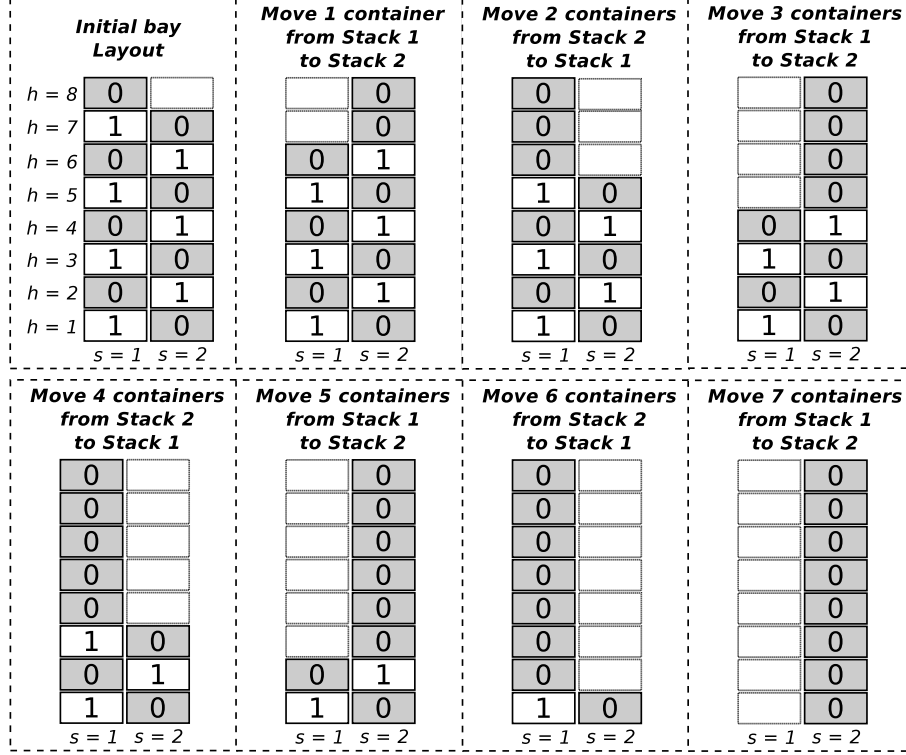 Initial bay
Layout
h = 8 0
h = 7 1 0
h = 6 0 1
h = 5 1 0
h = 4 0 1
h = 3 1 0
h = 2 0 1
h = 1 1 0
s = 1 s = 2
Move 1 container
from Stack 1
to Stack 2
0
0
0 1
1 0
0 1
1 0
0 1
1 0
s = 1 s = 2
Move 2 containers
from Stack 2
to Stack 1
0
0
0
1 0
0 1
1 0
0 1
1 0
s = 1 s = 2
Move 3 containers
from Stack 1
to Stack 2
0
0
0
0
0 1
1 0
0 1
1 0
s = 1 s = 2
Move 4 containers
from Stack 2
to Stack 1
0
0
0
0
0
1 0
0 1
1 0
s = 1 s = 2
Move 5 containers
from Stack 1
to Stack 2
0
0
0
0
0
0
0 1
1 0
s = 1 s = 2
Move 6 containers
from Stack 2
to Stack 1
0
0
0
0
0
0
0
1 0
s = 1 s = 2
Move 7 containers
from Stack 1
to Stack 2
0
0
0
0
0
0
0
0
s = 1 s = 2